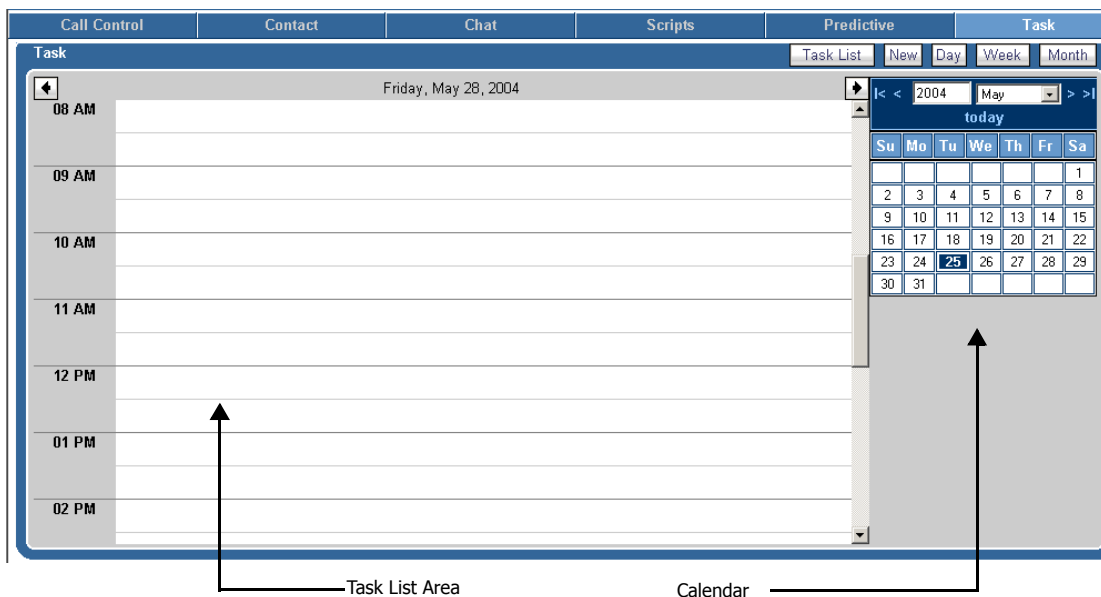 Call Control Contact Chat Scripts Predictive Task
Task Task List New Day Week Month
Friday, May 28, 2004
|< < 2004 May > >|
today
Su Mo Tu We Th Fr Sa
1
2 3 4 5 6 7 8
9 10 11 12 13 14 15
16 17 18 19 20 21 22
23 24 25 26 27 28 29
30 31
08 AM
09 AM
10 AM
11 AM
12 PM
01 PM
02 PM
Task List Area
Calendar